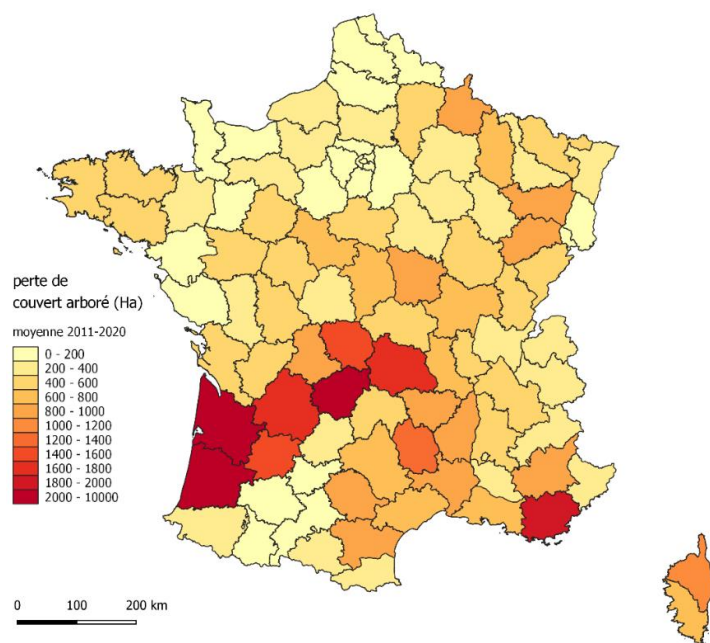 perte de
couvert arboré (Ha)
moyenne 2011-2020
0 - 200
200 - 400
400 - 600
600 - 800
800 - 1000
1000 - 1200
1200 - 1400
1400 - 1600
1600 - 1800
1800 - 2000
2000 - 10000
0 100 200 km